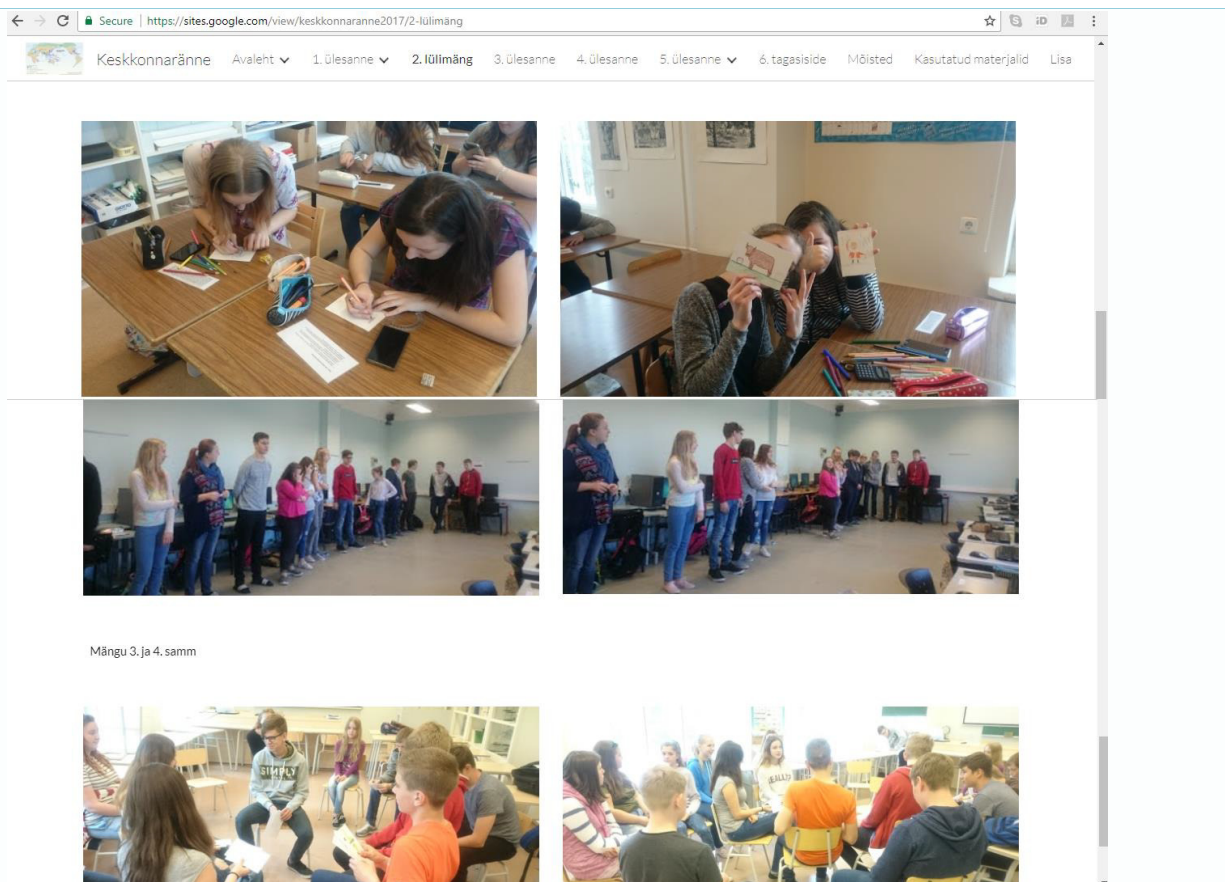 Secure | https://sites.google.com/view/keskkonnaranne2017/2-lülimäng
Keskkonnaränne Avaleht 1. ülesanne 2. lülimäng 3. ülesanne 4. ülesanne 5. ülesanne 6. tagasiside Mõisted Kasutatud materjalid Lisa
Mängu 3. ja 4. samm
SIMPLY
REALLY?